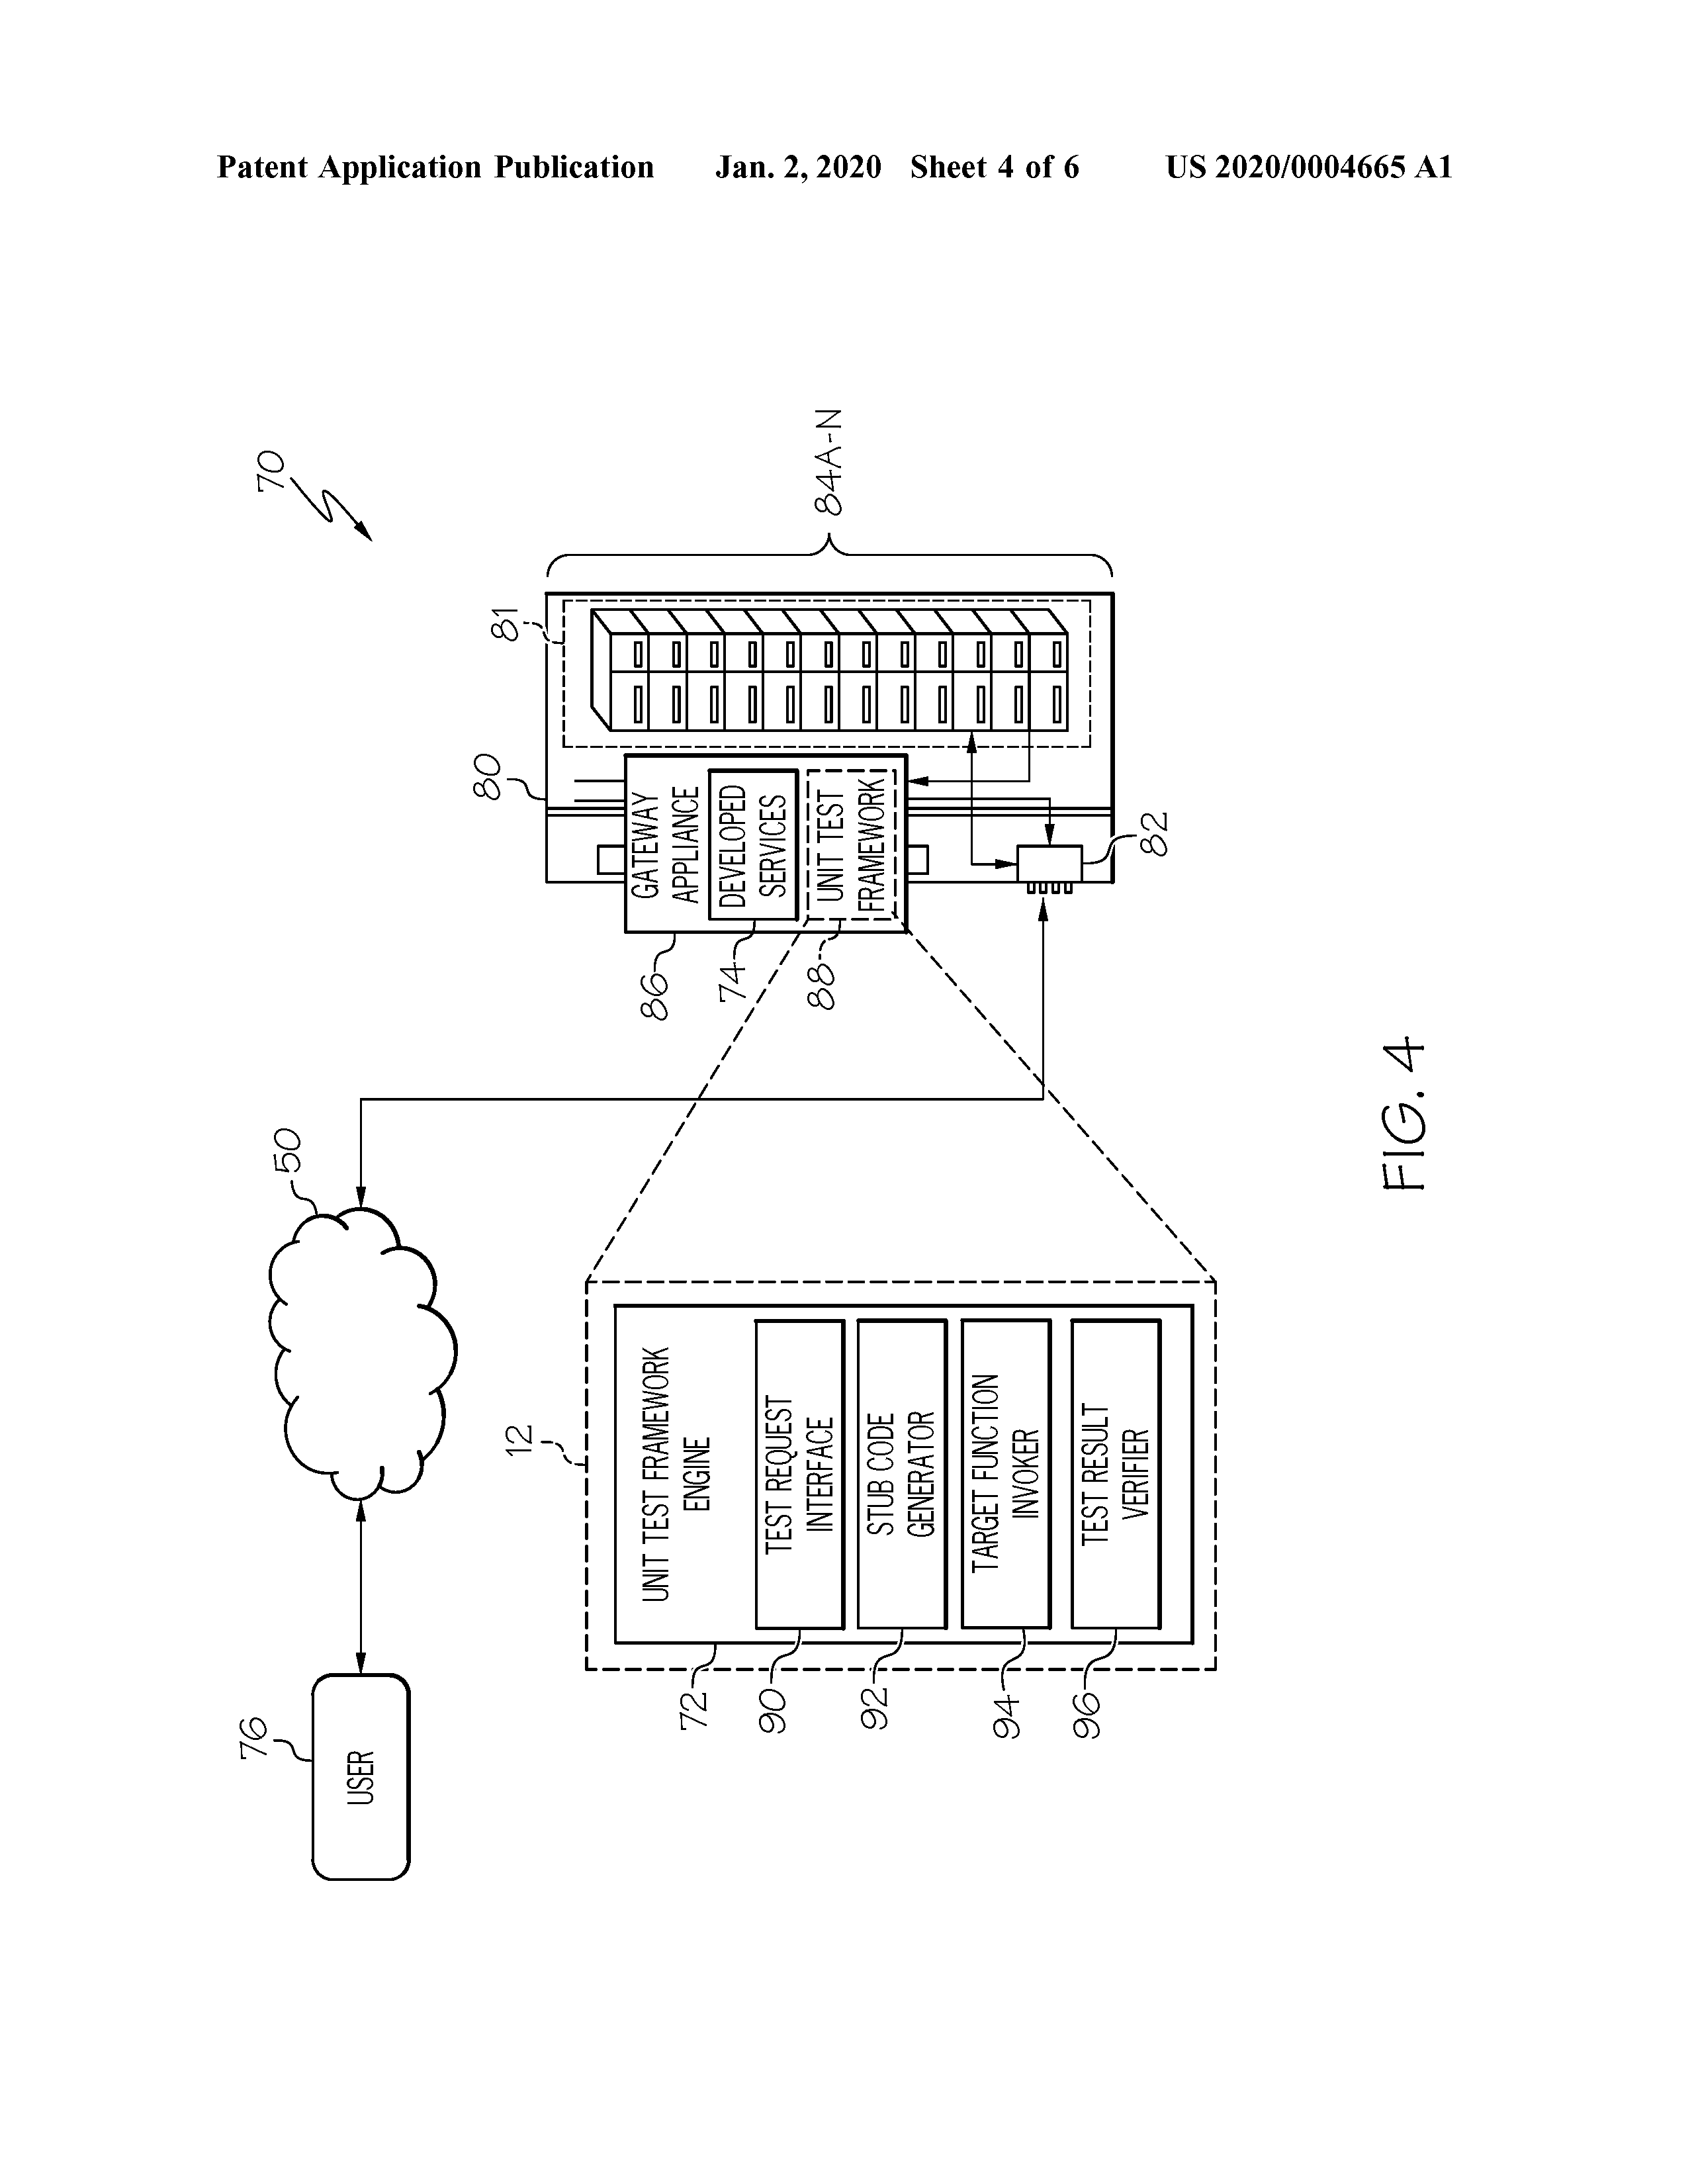 Patent Application Publication Jan. 2, 2020 Sheet 4 of 6 US 2020/0004665 A1
70
76
USER
50
80
81
84A-N
86
GATEWAY
APPLIANCE
74
DEVELOPED
SERVICES
88
UNIT TEST
FRAMEWORK
82
12
72
UNIT TEST FRAMEWORK
ENGINE
90
TEST REQUEST
INTERFACE
92
STUB CODE
GENERATOR
94
TARGET FUNCTION
INVOKER
96
TEST RESULT
VERIFIER
FIG. 4